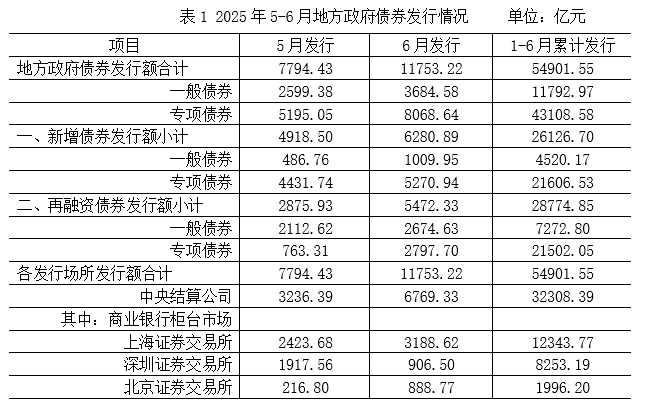 表1 2025年5-6月地方政府债券发行情况 单位：亿元
项目 5月发行 6月发行 1-6月累计发行
地方政府债券发行额合计 7794.43 11753.22 54901.55
一般债券 2599.38 3684.58 11792.97
专项债券 5195.05 8068.64 43108.58
一、新增债券发行额小计 4918.50 6280.89 26126.70
一般债券 486.76 1009.95 4520.17
专项债券 4431.74 5270.94 21606.53
二、再融资债券发行额小计 2875.93 5472.33 28774.85
一般债券 2112.62 2674.63 7272.80
专项债券 763.31 2797.70 21502.05
各发行场所发行额合计 7794.43 11753.22 54901.55
中央结算公司 3236.39 6769.33 32308.39
其中：商业银行柜台市场
上海证券交易所 2423.68 3188.62 12343.77
深圳证券交易所 1917.56 906.50 8253.19
北京证券交易所 216.80 888.77 1996.20